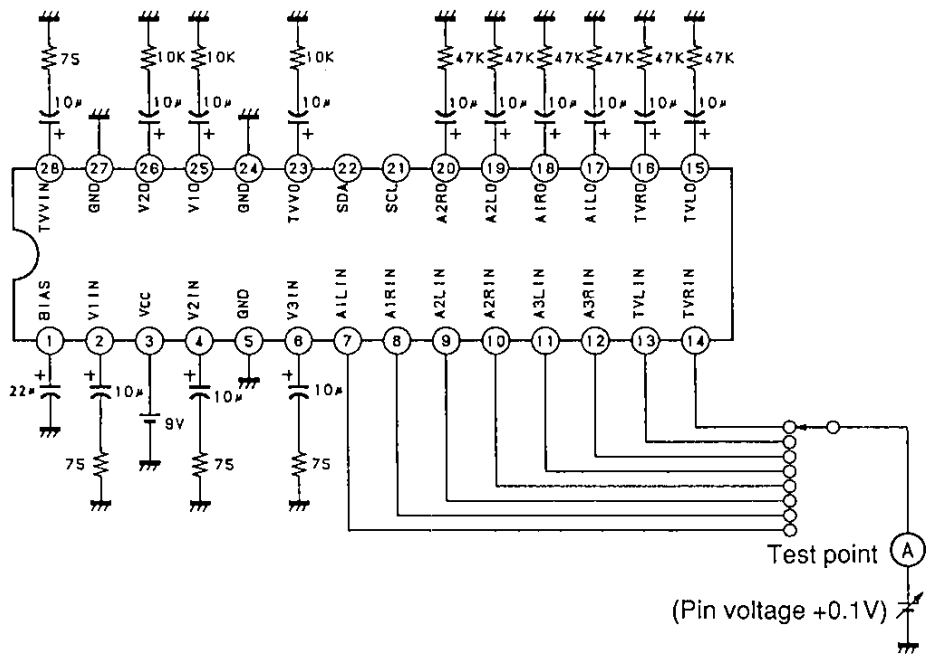 75 10K 10K 10K 47K 47K 47K 47K 47K 47K
10μ 10μ 10μ 10μ 10μ 10μ 10μ 10μ 10μ 10μ
+ + + + + + + + + +
28 27 26 25 24 23 22 21 20 19 18 17 16 15
TVVIN GND V2O V1O GND TVVO SDA SCL A2RO A2LO A1RO A1LO TVRO TVLO
BIAS V1IN VCC V2IN GND V3IN A1LIN A1RIN A2LIN A2RIN A3LIN A3RIN TVLIN TVRIN
1 2 3 4 5 6 7 8 9 10 11 12 13 14
+ + + +
22μ 10μ 10μ 10μ
9V
75 75 75
Test point A
(Pin voltage +0.1V)